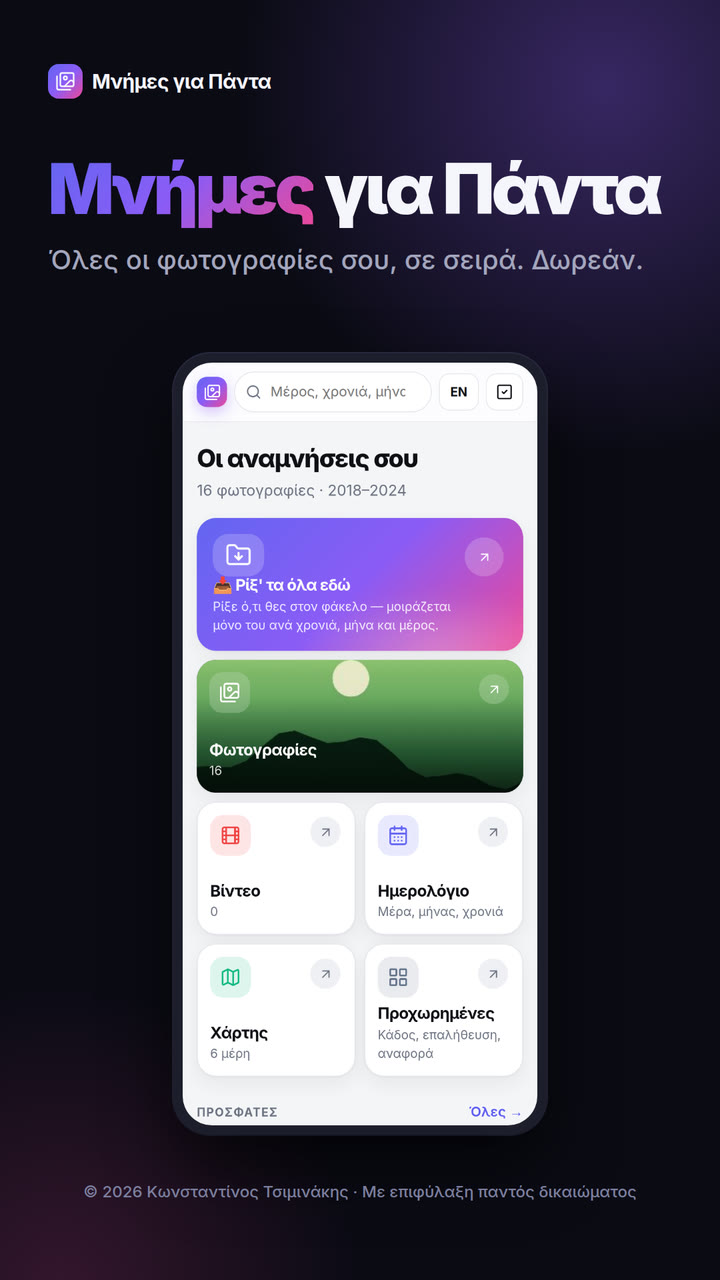 Μνήμες για Πάντα
Μνήμες για Πάντα
Όλες οι φωτογραφίες σου, σε σειρά. Δωρεάν.
Μέρος, χρονιά, μήνα
EN
Οι αναμνήσεις σου
16 φωτογραφίες · 2018–2024
📥 Ρίξ' τα όλα εδώ
Ρίξε ό,τι θες στον φάκελο — μοιράζεται
μόνο του ανά χρονιά, μήνα και μέρος.
Φωτογραφίες
16
Βίντεο
0
Ημερολόγιο
Μέρα, μήνας, χρονιά
Χάρτης
6 μέρη
Προχωρημένες
Κάδος, επαλήθευση,
αναφορά
ΠΡΟΣΦΑΤΕΣ
Όλες →
© 2026 Κωνσταντίνος Τσιμινάκης · Με επιφύλαξη παντός δικαιώματος